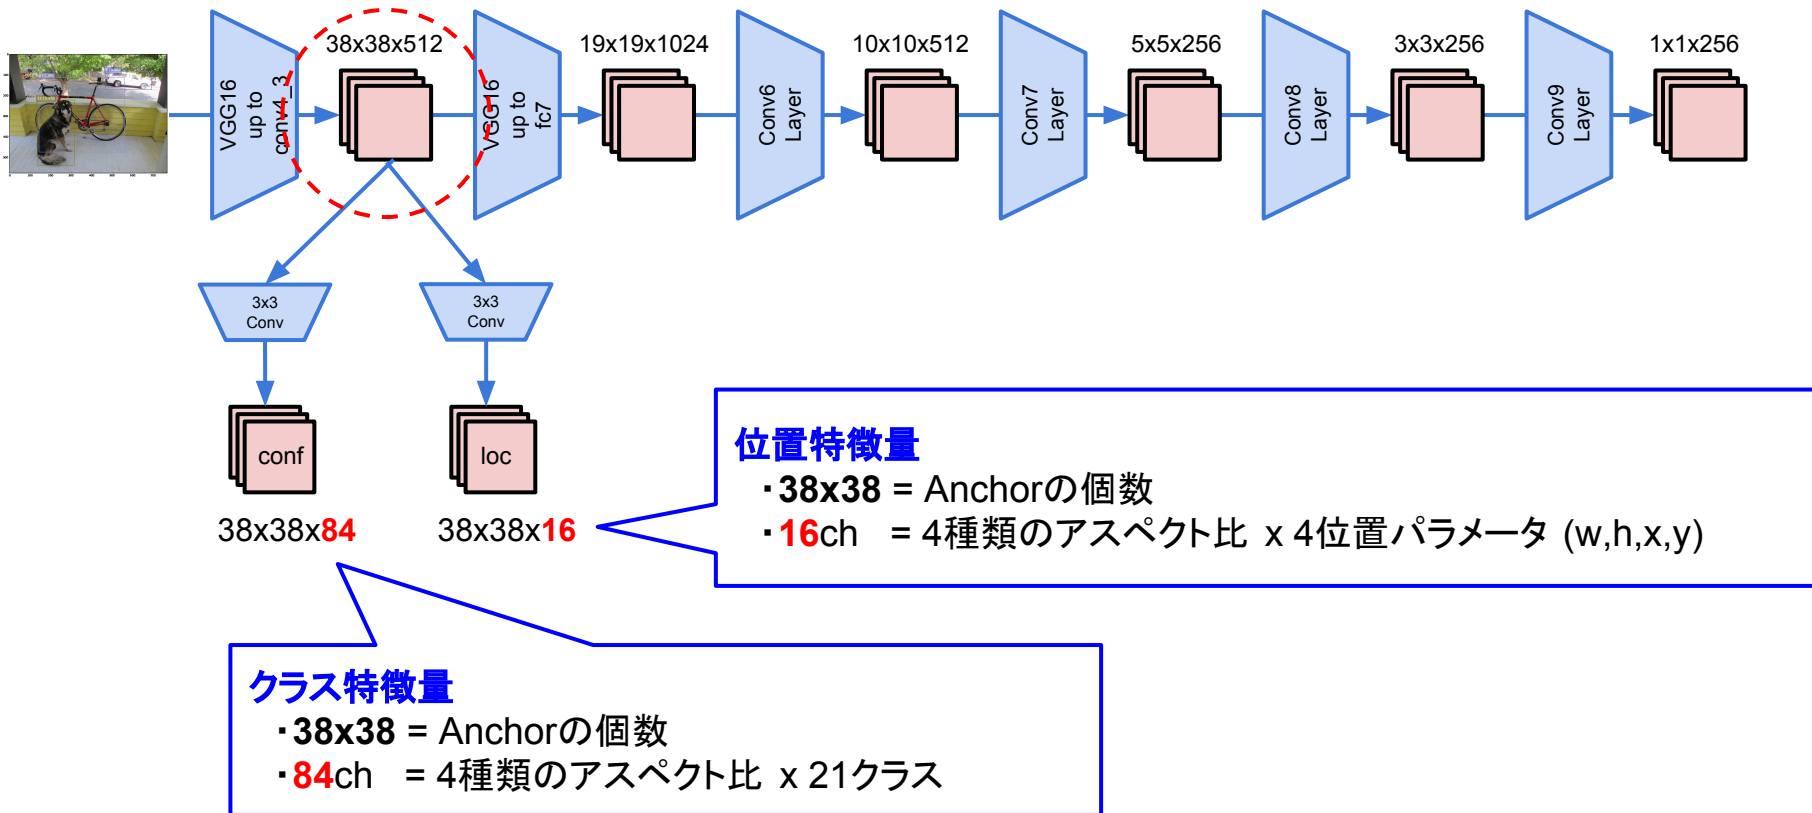 38x38x512
19x19x1024
10x10x512
5x5x256
3x3x256
1x1x256
VGG16
up to
conv4_3
VGG16
up to
fc7
Conv6
Layer
Conv7
Layer
Conv8
Layer
Conv9
Layer
3x3
Conv
3x3
Conv
conf
loc
38x38x84
38x38x16
位置特徴量
・38x38 = Anchorの個数
・16ch = 4種類のアスペクト比 x 4位置パラメータ (w,h,x,y)
クラス特徴量
・38x38 = Anchorの個数
・84ch = 4種類のアスペクト比 x 21クラス